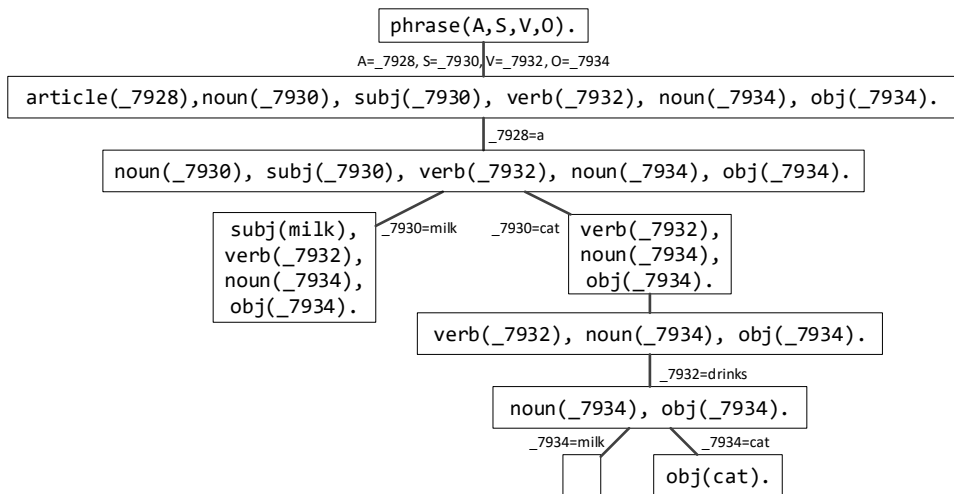 phrase(A,S,V,O).
A=_7928, S=_7930, V=_7932, O=_7934
article(_7928),noun(_7930), subj(_7930), verb(_7932), noun(_7934), obj(_7934).
_7928=a
noun(_7930), subj(_7930), verb(_7932), noun(_7934), obj(_7934).
_7930=milk
_7930=cat
subj(milk),
verb(_7932),
noun(_7934),
obj(_7934).
verb(_7932),
noun(_7934),
obj(_7934).
verb(_7932), noun(_7934), obj(_7934).
_7932=drinks
noun(_7934), obj(_7934).
_7934=milk
_7934=cat
obj(cat).